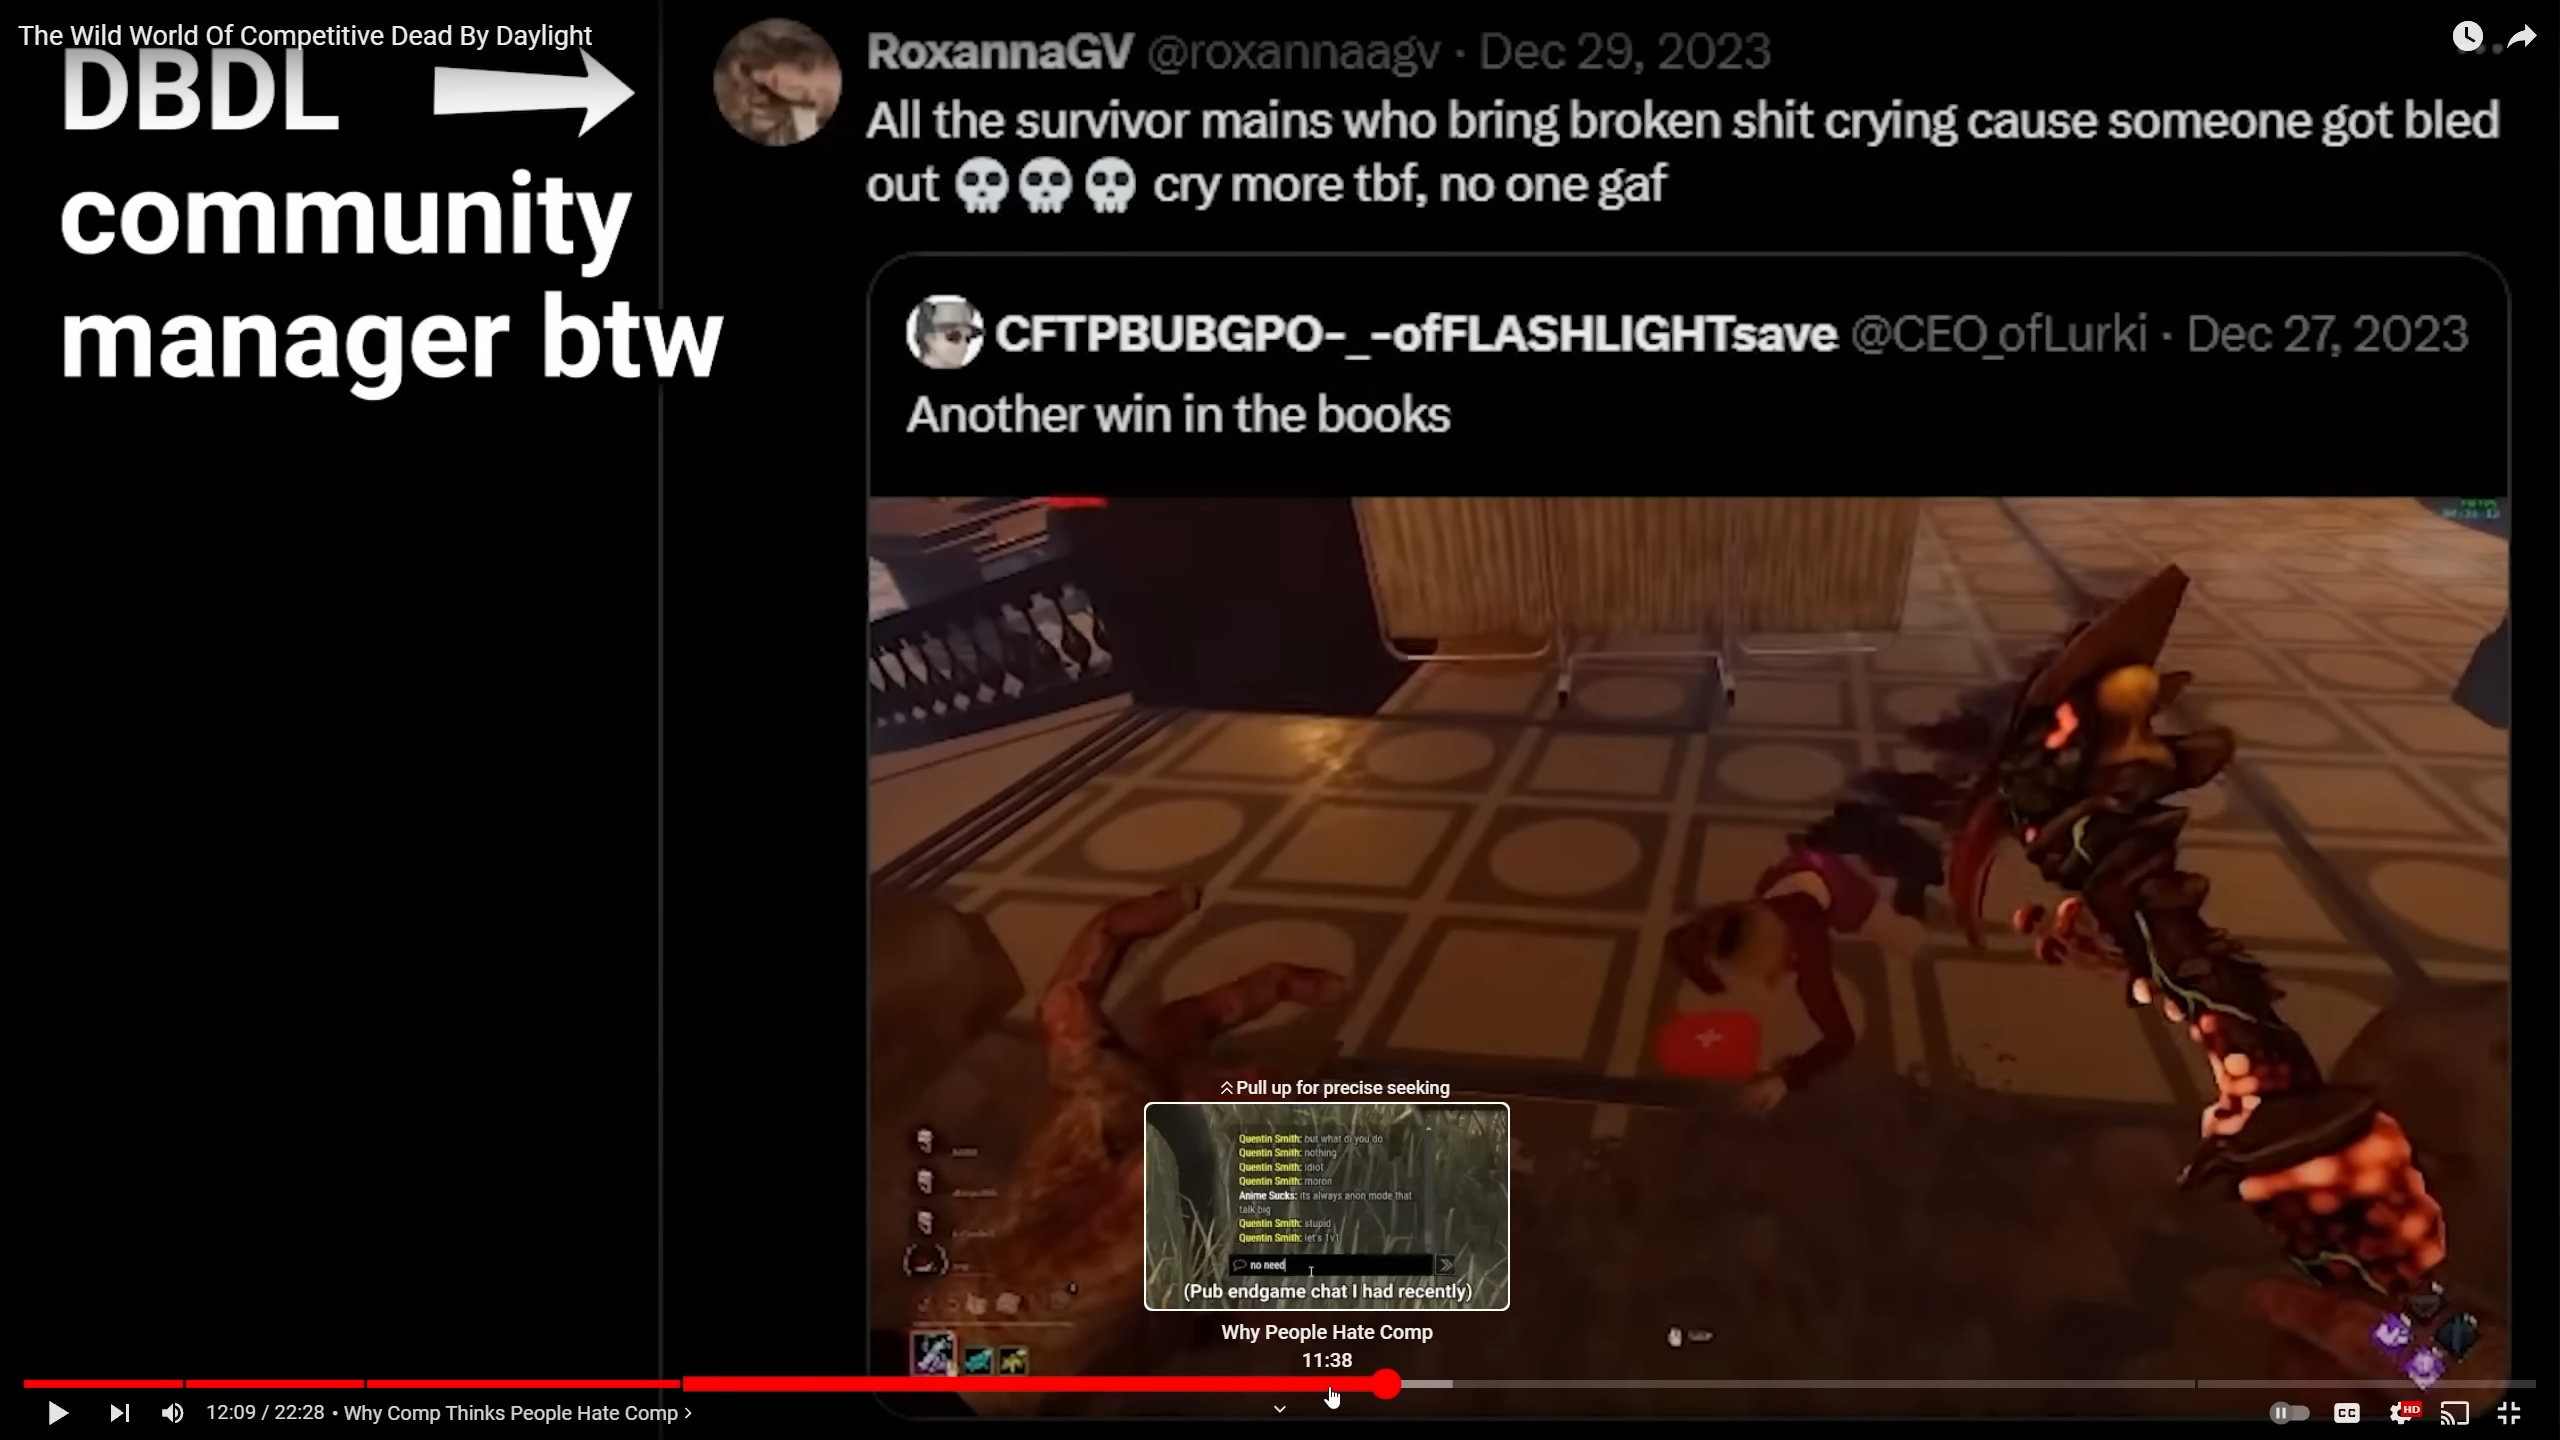 The Wild World Of Competitive Dead By Daylight
DBDL
community
manager btw
RoxannaGV @roxannaagv · Dec 29, 2023
All the survivor mains who bring broken shit crying cause someone got bled
out 💀💀💀 cry more tbf, no one gaf
CFTPBUBGPO-_-ofFLASHLIGHTsave @CEO_ofLurki · Dec 27, 2023
Another win in the books
Pull up for precise seeking
Quentin Smith: but what di you do
Quentin Smith: nothing
Quentin Smith: idiot
Quentin Smith: moron
Anime Sucks: its always anon mode that
talk big
Quentin Smith: stupid
Quentin Smith: let's 1v1
no need
(Pub endgame chat I had recently)
Why People Hate Comp
11:38
12:09 / 22:28 • Why Comp Thinks People Hate Comp
CC
HD